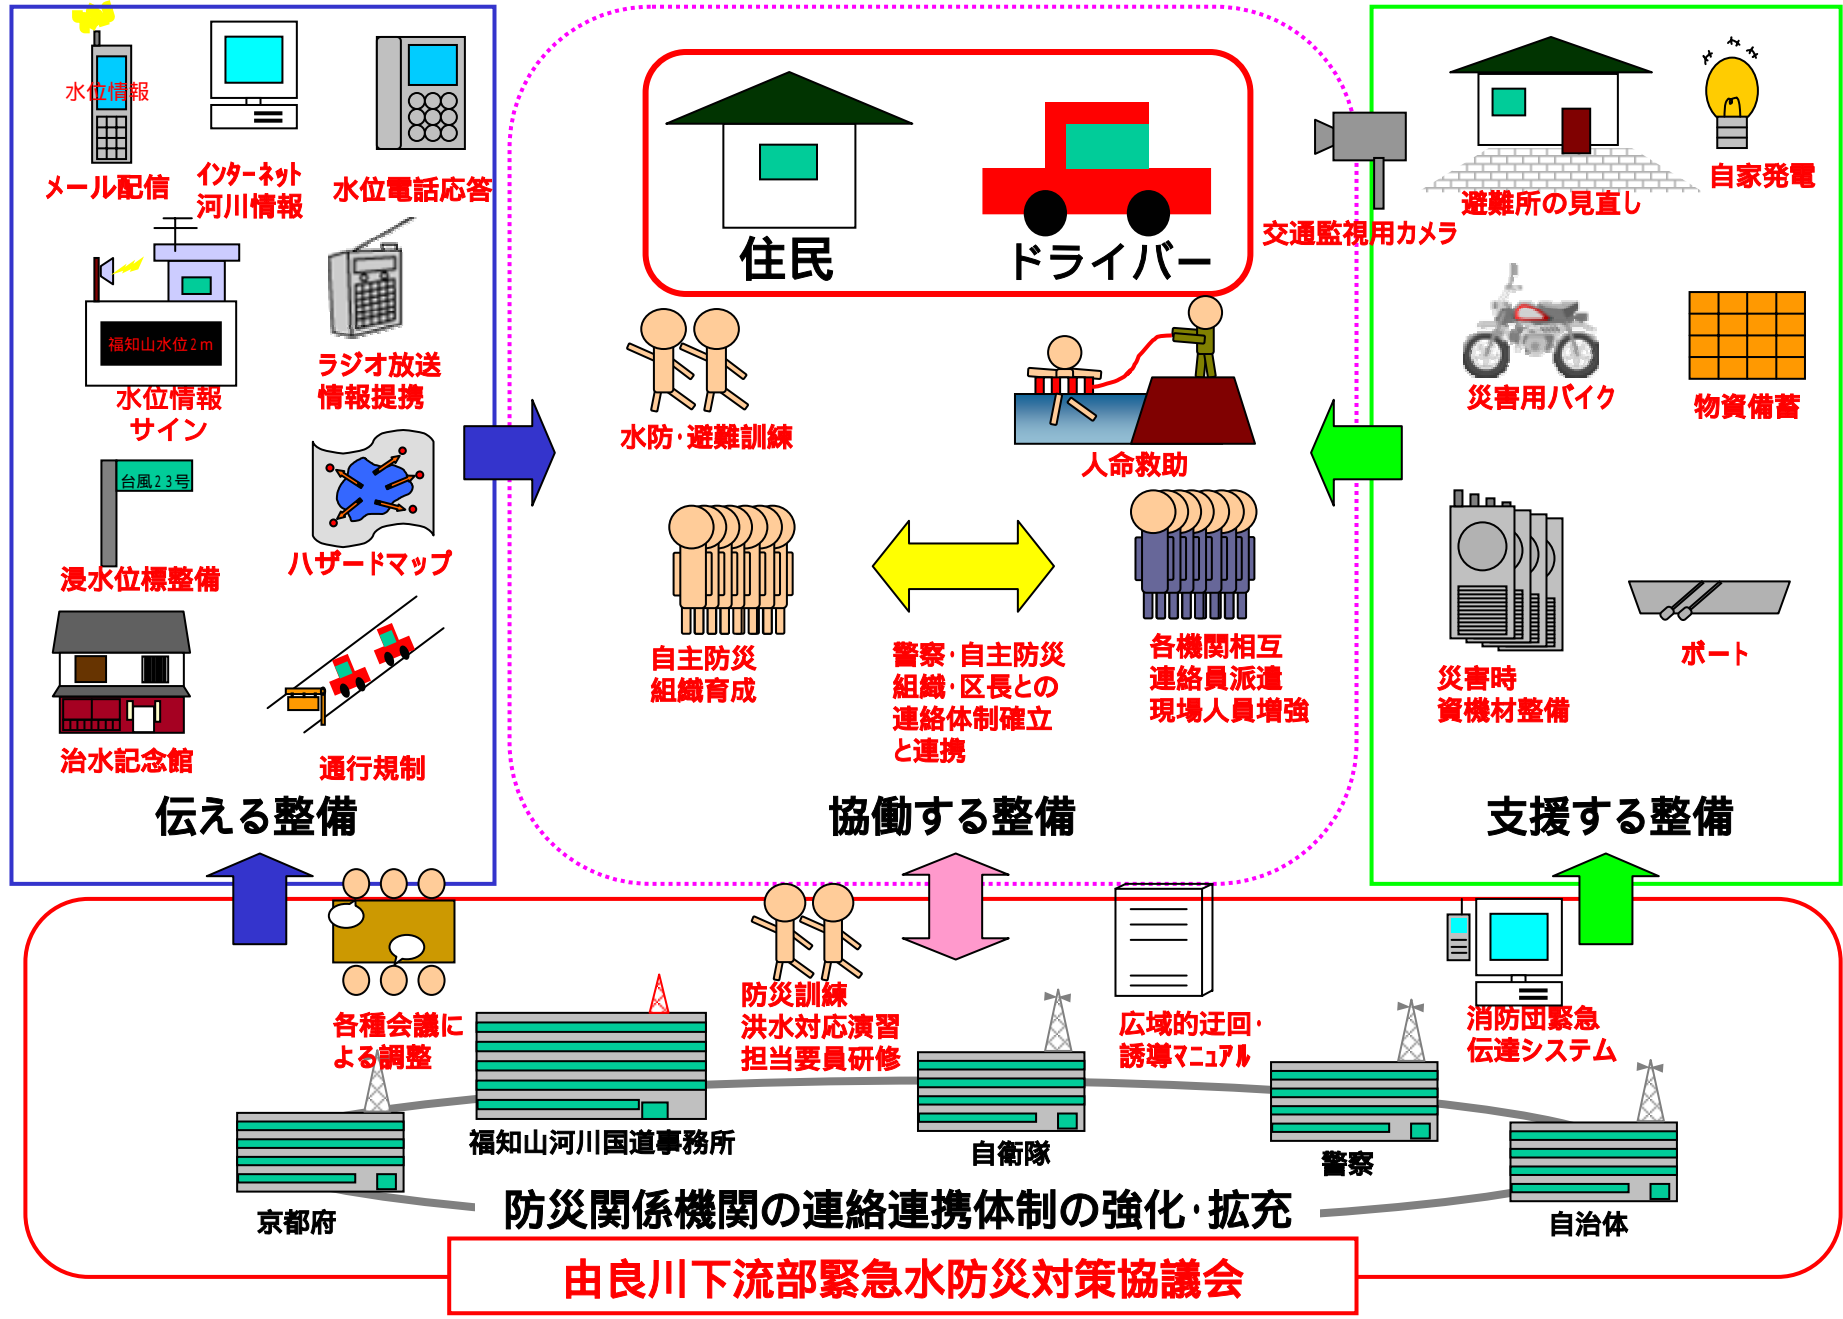 水位情報
メール配信
インターネット
河川情報
水位電話応答
福知山水位2m
水位情報
サイン
ラジオ放送
情報提携
台風23号
浸水位標整備
ハザードマップ
治水記念館
通行規制
伝える整備
住民
ドライバー
水防・避難訓練
人命救助
自主防災
組織育成
警察・自主防災
組織・区長との
連絡体制確立
と連携
各機関相互
連絡員派遣
現場人員増強
協働する整備
交通監視用カメラ
避難所の見直し
自家発電
災害用バイク
物資備蓄
災害時
資機材整備
ボート
支援する整備
各種会議に
よる調整
防災訓練
洪水対応演習
担当要員研修
広域的迂回・
誘導マニュアル
消防団緊急
伝達システム
京都府
福知山河川国道事務所
自衛隊
警察
自治体
防災関係機関の連絡連携体制の強化・拡充
由良川下流部緊急水防災対策協議会